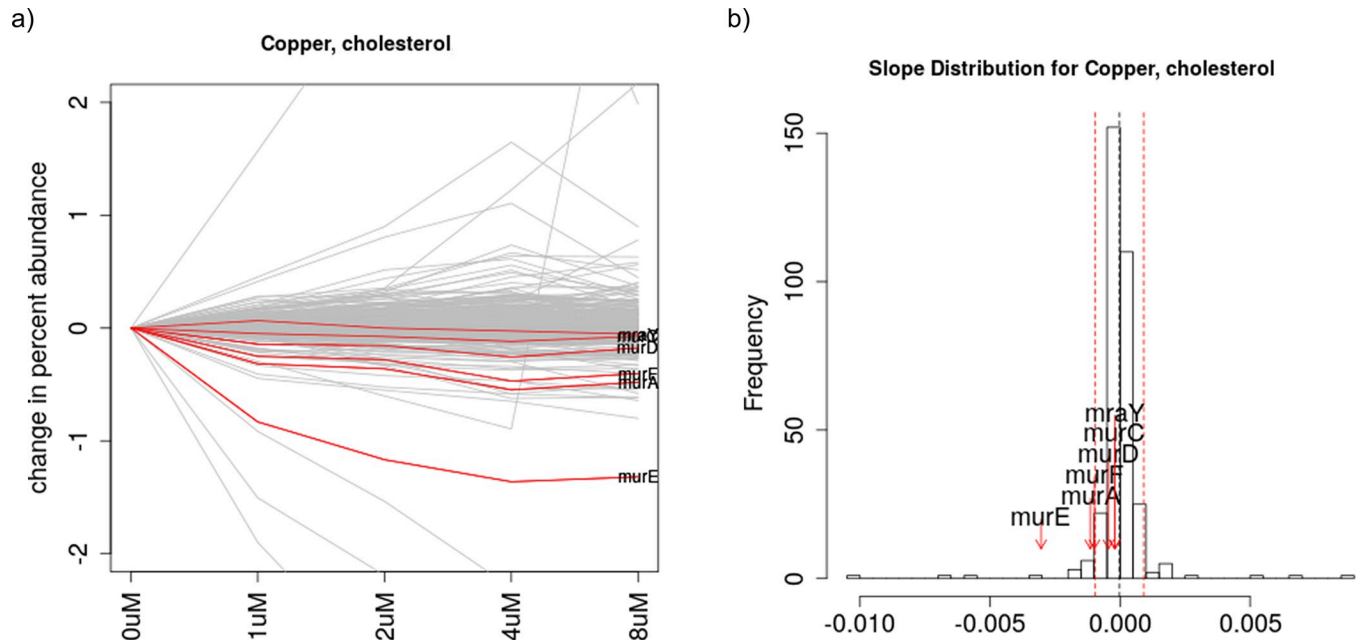 a)
Copper, cholesterol
change in percent abundance
2
1
0
-1
-2
mraY
murD
murF
murA
murE
0uM
1uM
2uM
4uM
8uM
b)
Slope Distribution for Copper, cholesterol
Frequency
150
100
50
0
mraY
murC
murD
murF
murA
murE
-0.010
-0.005
0.000
0.005